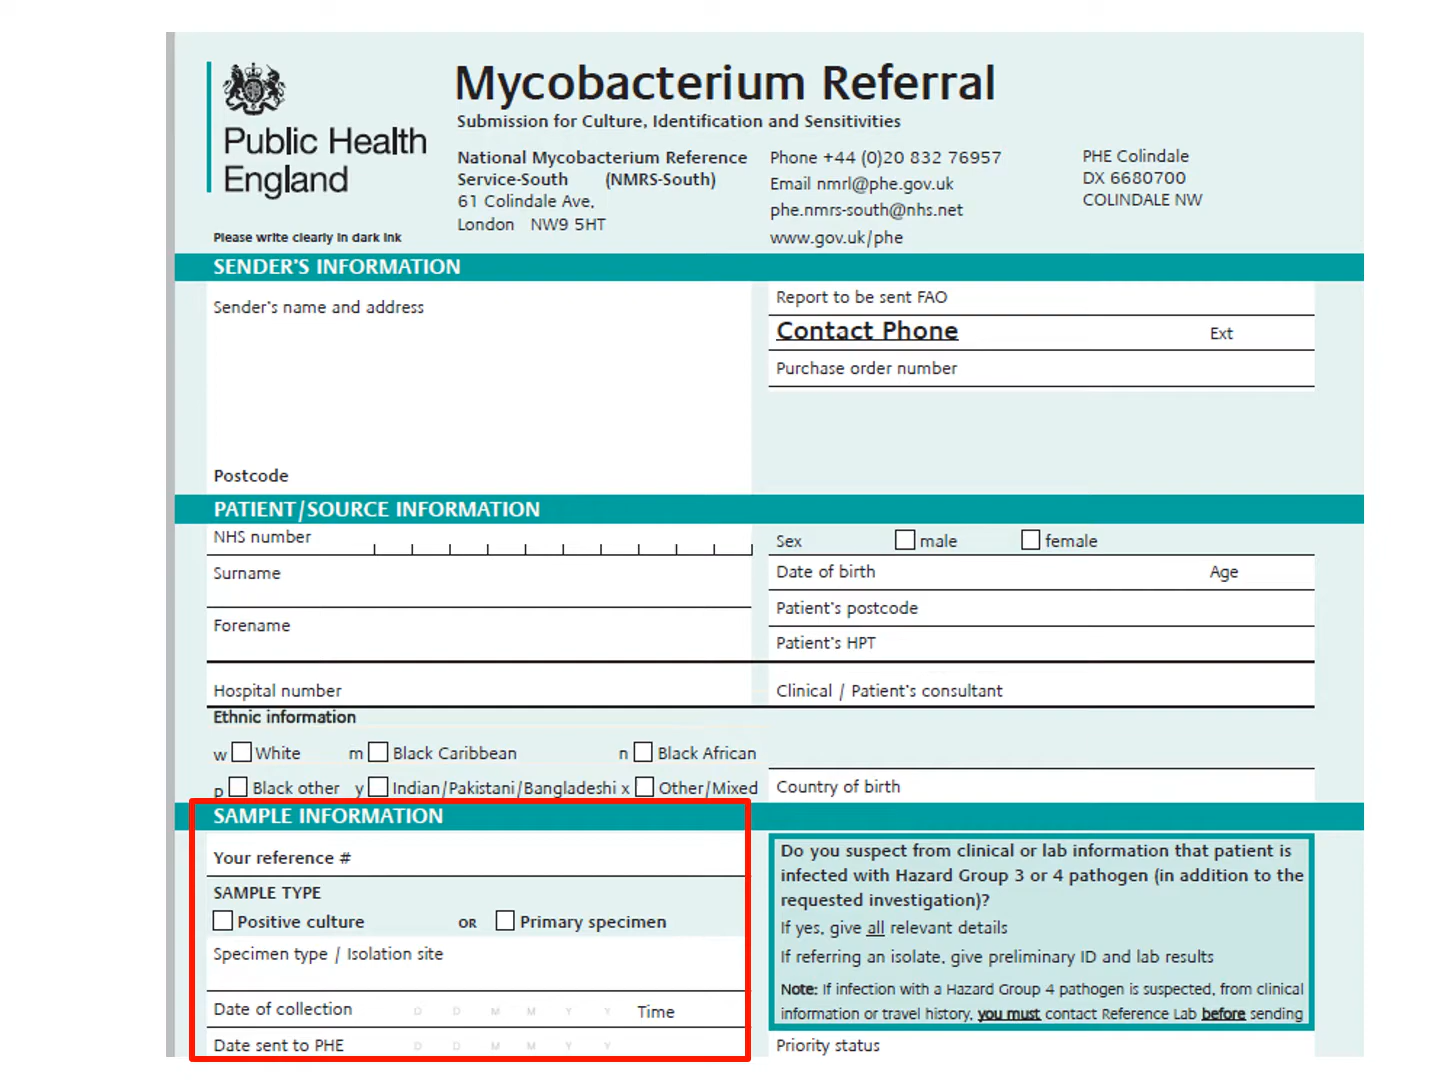 Public Health
England
Please write clearly in dark ink
Mycobacterium Referral
Submission for Culture, Identification and Sensitivities
National Mycobacterium Reference
Service-South (NMRS-South)
61 Colindale Ave,
London NW9 5HT
Phone +44 (0)20 832 76957
Email nmrl@phe.gov.uk
phe.nmrs-south@nhs.net
www.gov.uk/phe
PHE Colindale
DX 6680700
COLINDALE NW
SENDER'S INFORMATION
Sender's name and address
Postcode
Report to be sent FAO
Contact Phone Ext
Purchase order number
PATIENT/SOURCE INFORMATION
NHS number
Surname
Forename
Hospital number
Sex male female
Date of birth Age
Patient's postcode
Patient's HPT
Clinical / Patient's consultant
Ethnic information
w White m Black Caribbean n Black African
p Black other y Indian/Pakistani/Bangladeshi x Other/Mixed
Country of birth
SAMPLE INFORMATION
Your reference #
SAMPLE TYPE
Positive culture OR Primary specimen
Specimen type / Isolation site
Date of collection D D M M Y Y Time
Date sent to PHE D D M M Y Y
Do you suspect from clinical or lab information that patient is
infected with Hazard Group 3 or 4 pathogen (in addition to the
requested investigation)?
If yes, give all relevant details
If referring an isolate, give preliminary ID and lab results
Note: If infection with a Hazard Group 4 pathogen is suspected, from clinical
information or travel history, you must contact Reference Lab before sending
Priority status